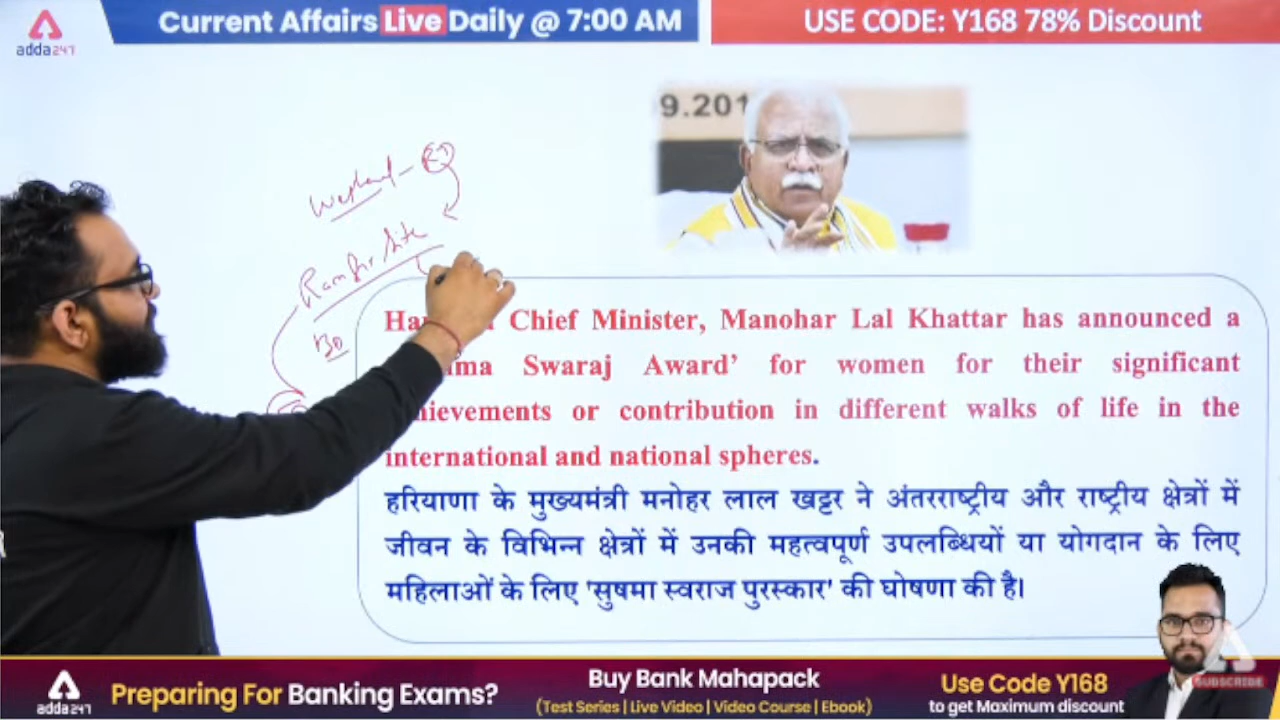 adda247
Current Affairs Live Daily @ 7:00 AM
USE CODE: Y168 78% Discount
9.201
Wetland -
Ramsar Site
Chief Minister, Manohar Lal Khattar has announced a
Swaraj Award’ for women for their significant
or contribution in different walks of life in the
international and national spheres.
हरियाणा के मुख्यमंत्री मनोहर लाल खट्टर ने अंतरराष्ट्रीय और राष्ट्रीय क्षेत्रों में
जीवन के विभिन्न क्षेत्रों में उनकी महत्वपूर्ण उपलब्धियों या योगदान के लिए
महिलाओं के लिए 'सुषमा स्वराज पुरस्कार' की घोषणा की है।
adda247
Preparing For Banking Exams?
Buy Bank Mahapack
(Test Series | Live Video | Video Course | Ebook)
Use Code Y168
to get Maximum discount
SUBSCRIBE